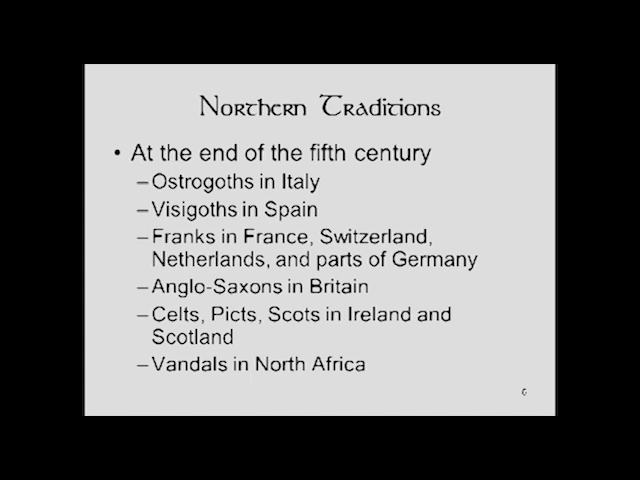 Northern Traditions
• At the end of the fifth century
–Ostrogoths in Italy
–Visigoths in Spain
–Franks in France, Switzerland,
Netherlands, and parts of Germany
–Anglo-Saxons in Britain
–Celts, Picts, Scots in Ireland and
Scotland
–Vandals in North Africa